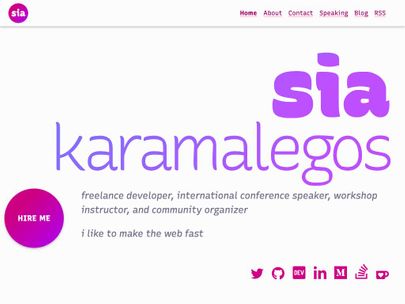 sia
Home About Contact Speaking Blog RSS
sia
karamalegos
HIRE ME
freelance developer, international conference speaker, workshop
instructor, and community organizer
i like to make the web fast
DEV
in
M